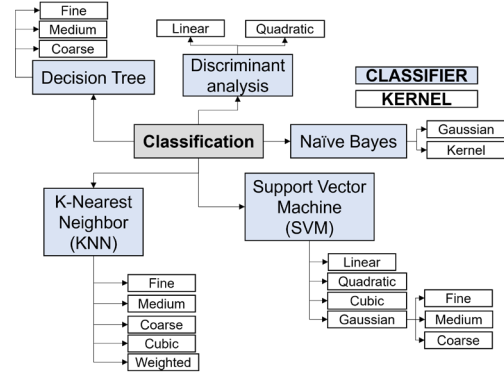 Fine
Medium
Coarse
Decision Tree
Linear
Quadratic
Discriminant
analysis
CLASSIFIER
KERNEL
Classification
Naïve Bayes
Gaussian
Kernel
K-Nearest
Neighbor
(KNN)
Fine
Medium
Coarse
Cubic
Weighted
Support Vector
Machine
(SVM)
Linear
Quadratic
Cubic
Gaussian
Fine
Medium
Coarse